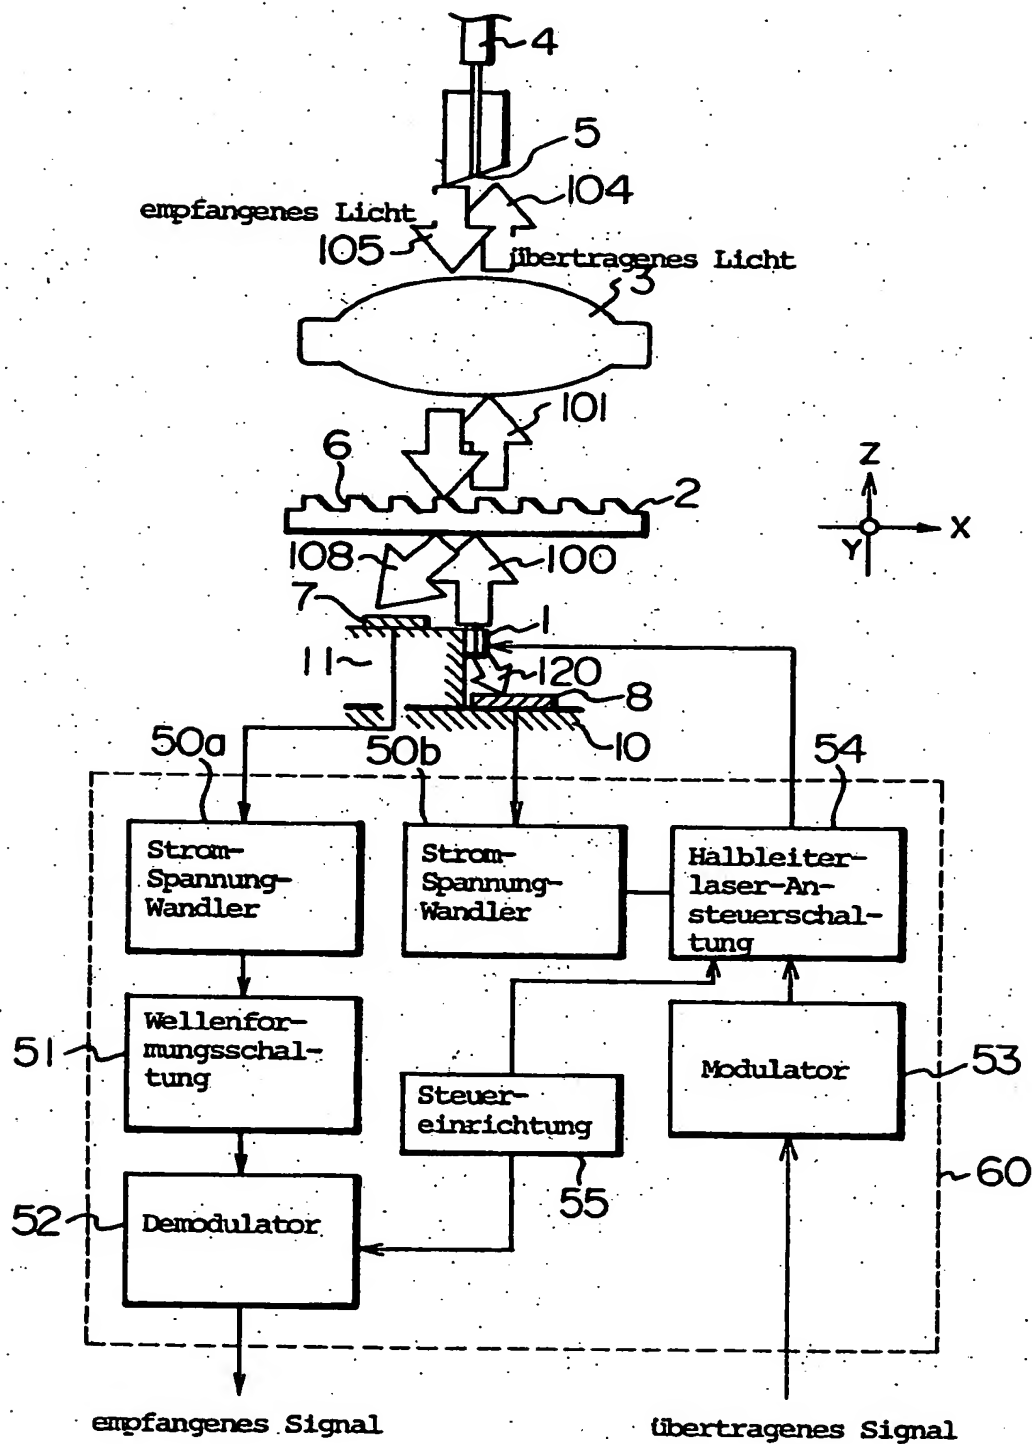 4
5
104
empfangenes Licht
105
übertragenes Licht
3
101
6
2
Z
X
Y
108
100
7
1
11
120
8
10
50a
50b
54
Strom-
Spannung-
Wandler
Strom-
Spannung-
Wandler
Halbleiter-
laser-An-
steuerschal-
tung
51
Wellenfor-
mungsschal-
tung
Modulator
53
Steuer-
einrichtung
55
60
52
Demodulator
empfangenes Signal
übertragenes Signal